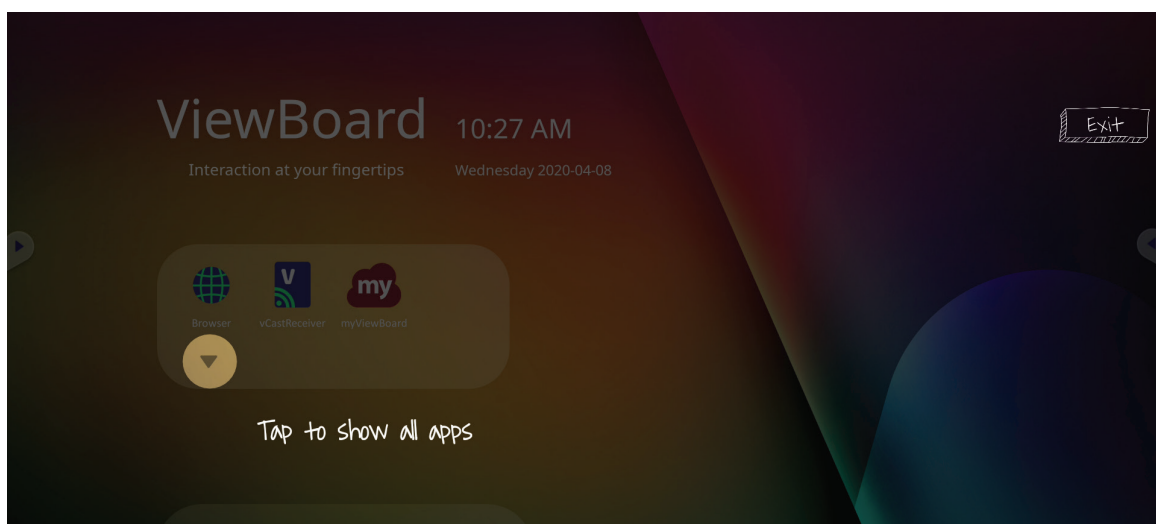 ViewBoard
10:27 AM
Exit
Interaction at your fingertips
Wednesday 2020-04-08
V
my
Browser
vCastReceiver
myViewBoard
Tap to show all apps